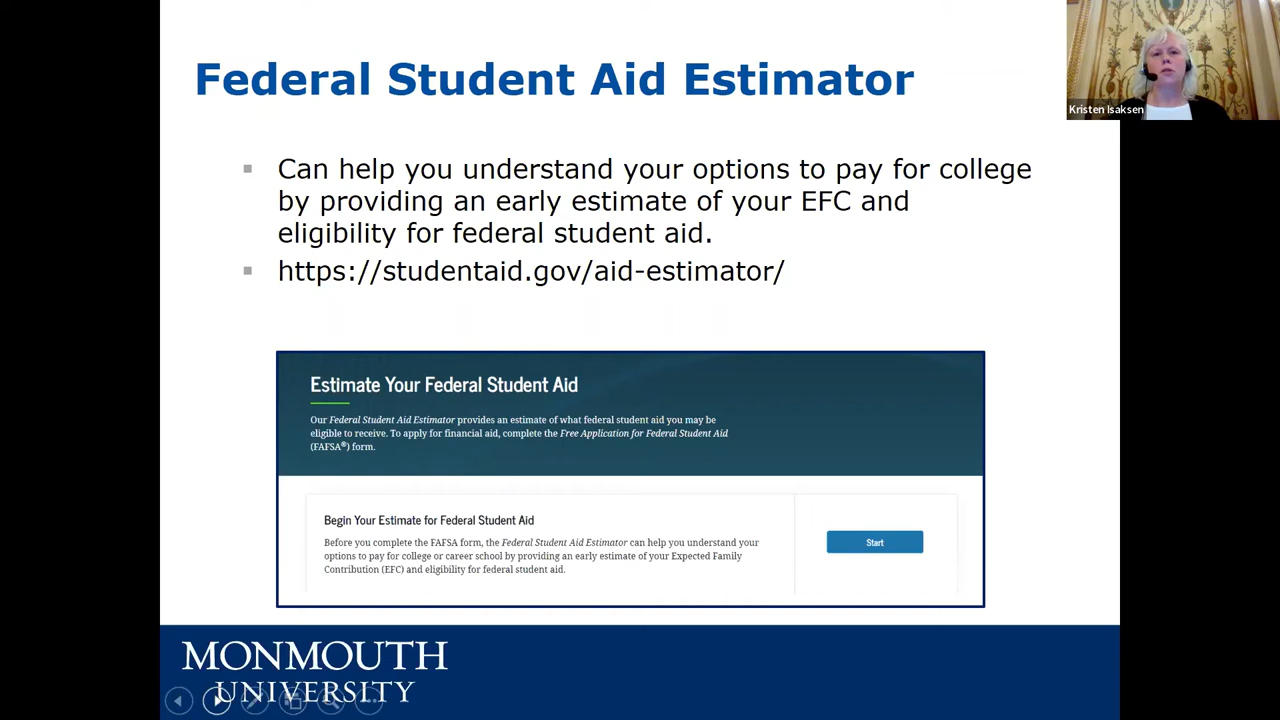 Federal Student Aid Estimator
Kristen Isaksen
Can help you understand your options to pay for college
by providing an early estimate of your EFC and
eligibility for federal student aid.
https://studentaid.gov/aid-estimator/
Estimate Your Federal Student Aid
Our Federal Student Aid Estimator provides an estimate of what federal student aid you may be
eligible to receive. To apply for financial aid, complete the Free Application for Federal Student Aid
(FAFSA®) form.
Begin Your Estimate for Federal Student Aid
Before you complete the FAFSA form, the Federal Student Aid Estimator can help you understand your
options to pay for college or career school by providing an early estimate of your Expected Family
Contribution (EFC) and eligibility for federal student aid.
Start
MONMOUTH
UNIVERSITY